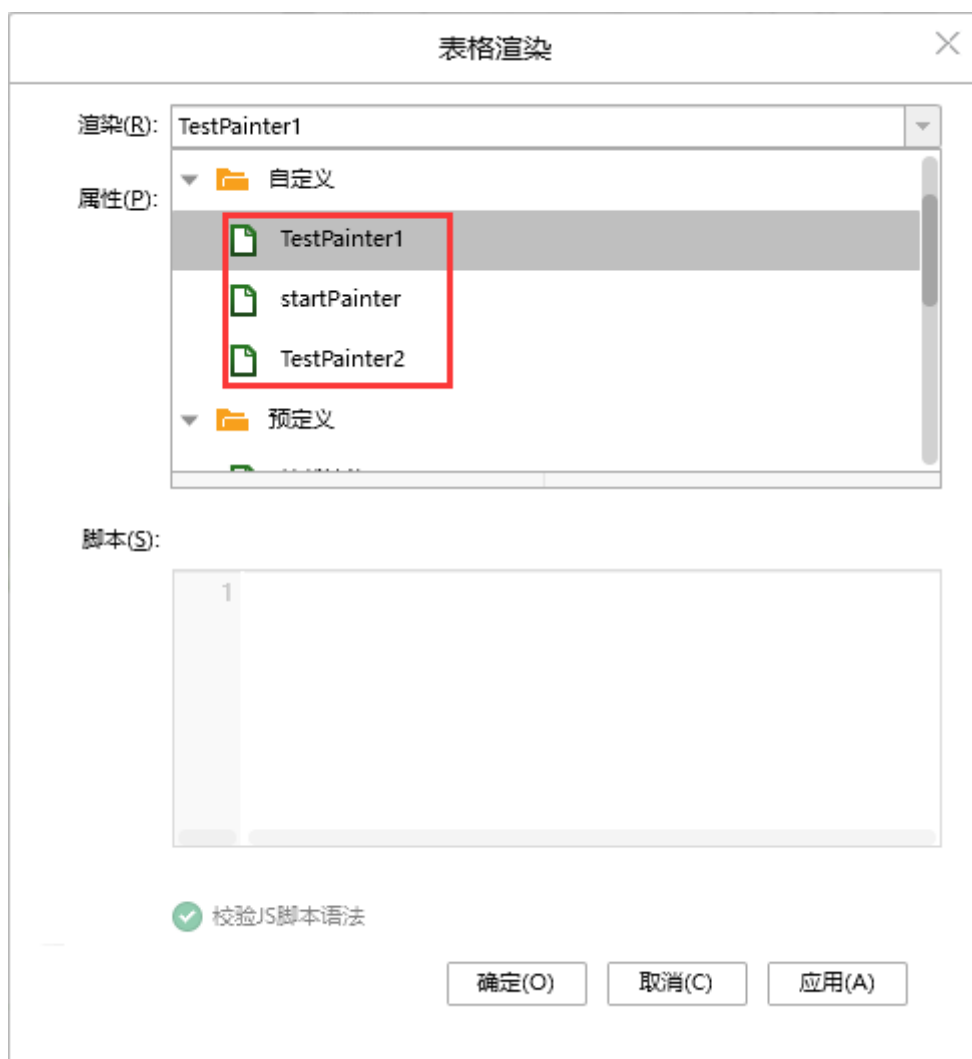 表格渲染
渲染(R): TestPainter1
自定义
属性(P):
TestPainter1
startPainter
TestPainter2
预定义
脚本(S):
1
校验JS脚本语法
确定(O) 取消(C) 应用(A)